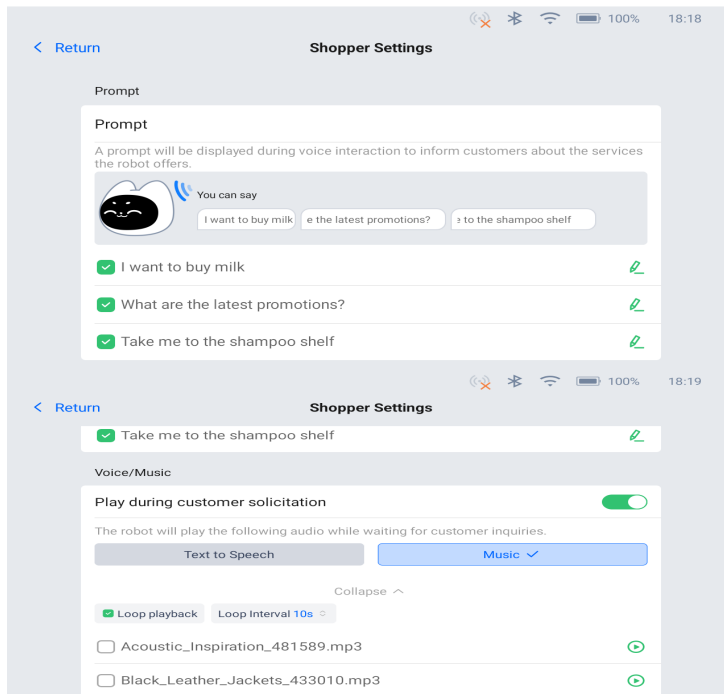 100% 18:18
Return Shopper Settings
Prompt
Prompt
A prompt will be displayed during voice interaction to inform customers about the services
the robot offers.
You can say
I want to buy milk e the latest promotions? e to the shampoo shelf
I want to buy milk
What are the latest promotions?
Take me to the shampoo shelf
100% 18:19
Return Shopper Settings
Take me to the shampoo shelf
Voice/Music
Play during customer solicitation
The robot will play the following audio while waiting for customer inquiries.
Text to Speech Music
Collapse
Loop playback Loop Interval 10s
Acoustic_Inspiration_481589.mp3
Black_Leather_Jackets_433010.mp3